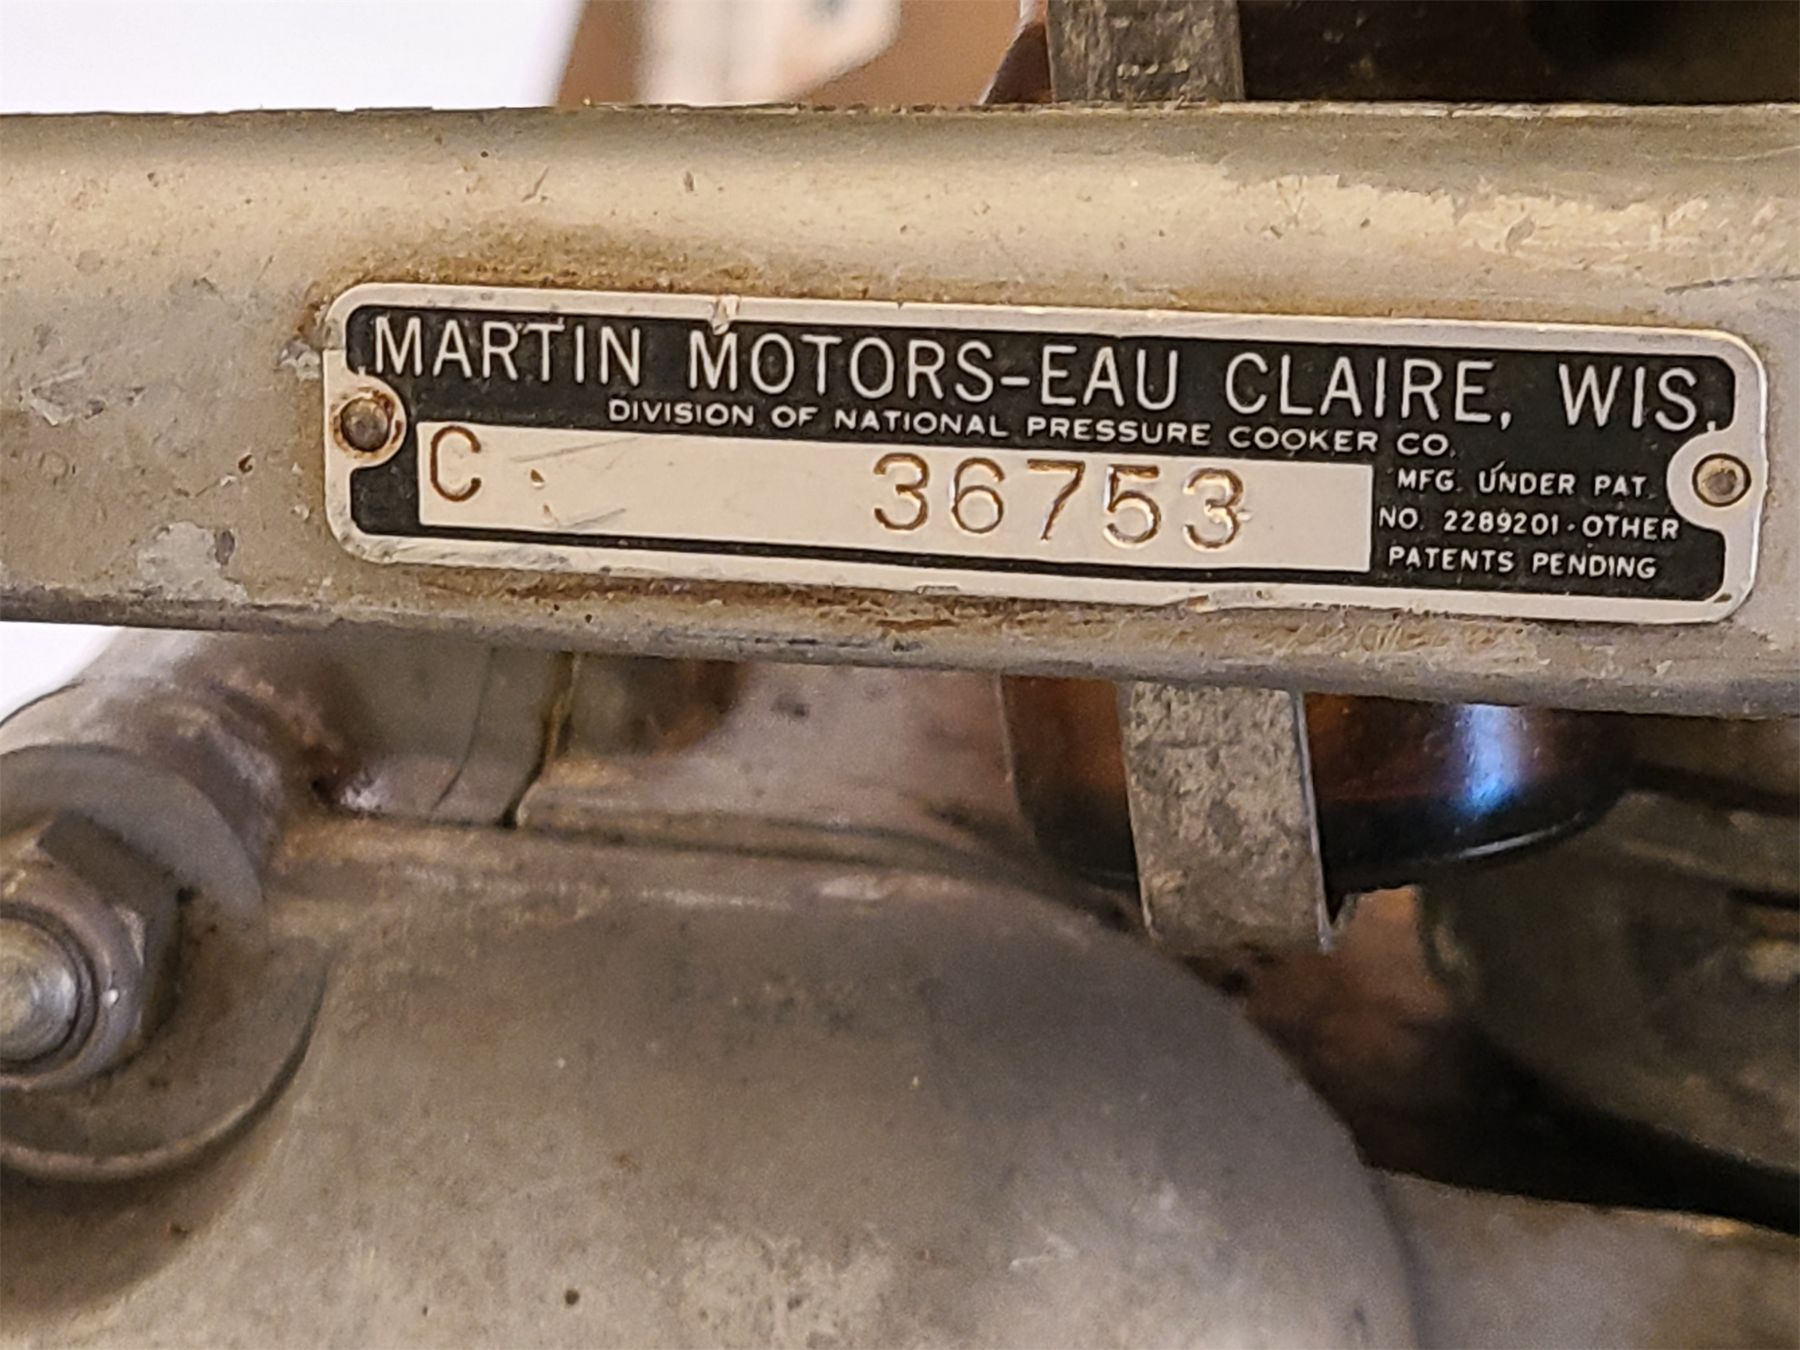 MARTIN MOTORS-EAU CLAIRE, WIS.
DIVISION OF NATIONAL PRESSURE COOKER CO.
C 36753
MFG. UNDER PAT.
NO. 2289201 · OTHER
PATENTS PENDING